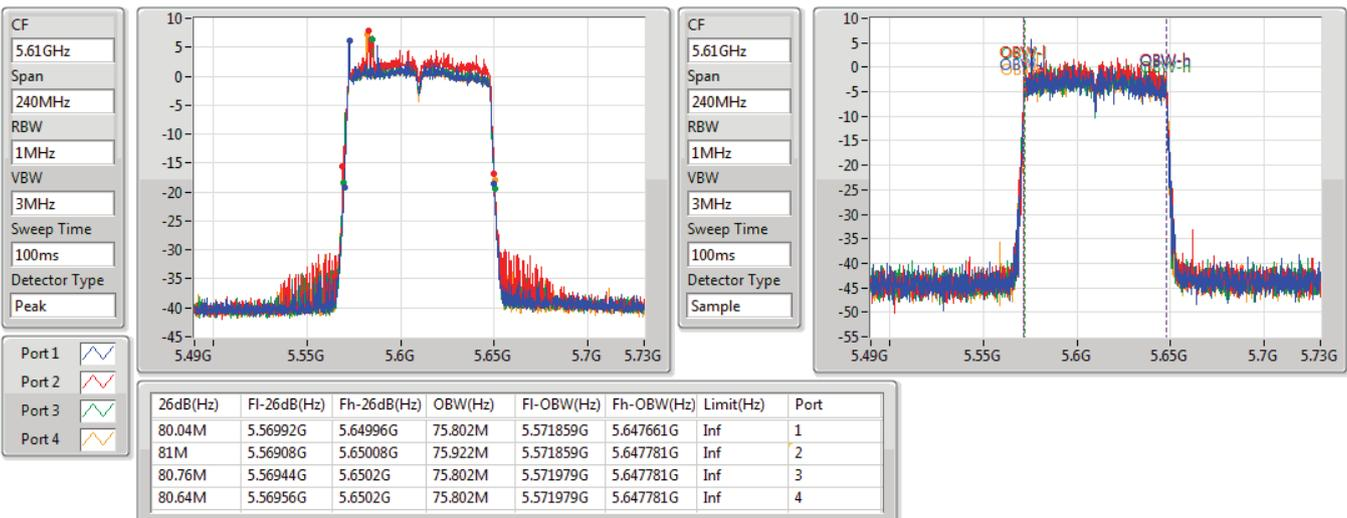 CF
5.61GHz
Span
240MHz
RBW
1MHz
VBW
3MHz
Sweep Time
100ms
Detector Type
Peak
Port 1
Port 2
Port 3
Port 4
10
5
0
-5
-10
-15
-20
-25
-30
-35
-40
-45
5.49G 5.55G 5.6G 5.65G 5.7G 5.73G
CF
5.61GHz
Span
240MHz
RBW
1MHz
VBW
3MHz
Sweep Time
100ms
Detector Type
Sample
10
5
0
-5
-10
-15
-20
-25
-30
-35
-40
-45
-50
-55
OBW-l
OBW-h
5.49G 5.55G 5.6G 5.65G 5.7G 5.73G
26dB(Hz) Fl-26dB(Hz) Fh-26dB(Hz) OBW(Hz) Fl-OBW(Hz) Fh-OBW(Hz) Limit(Hz) Port
80.04M 5.56992G 5.64996G 75.802M 5.571859G 5.647661G Inf 1
81M 5.56908G 5.65008G 75.922M 5.571859G 5.647781G Inf 2
80.76M 5.56944G 5.6502G 75.802M 5.571979G 5.647781G Inf 3
80.64M 5.56956G 5.6502G 75.802M 5.571979G 5.647781G Inf 4